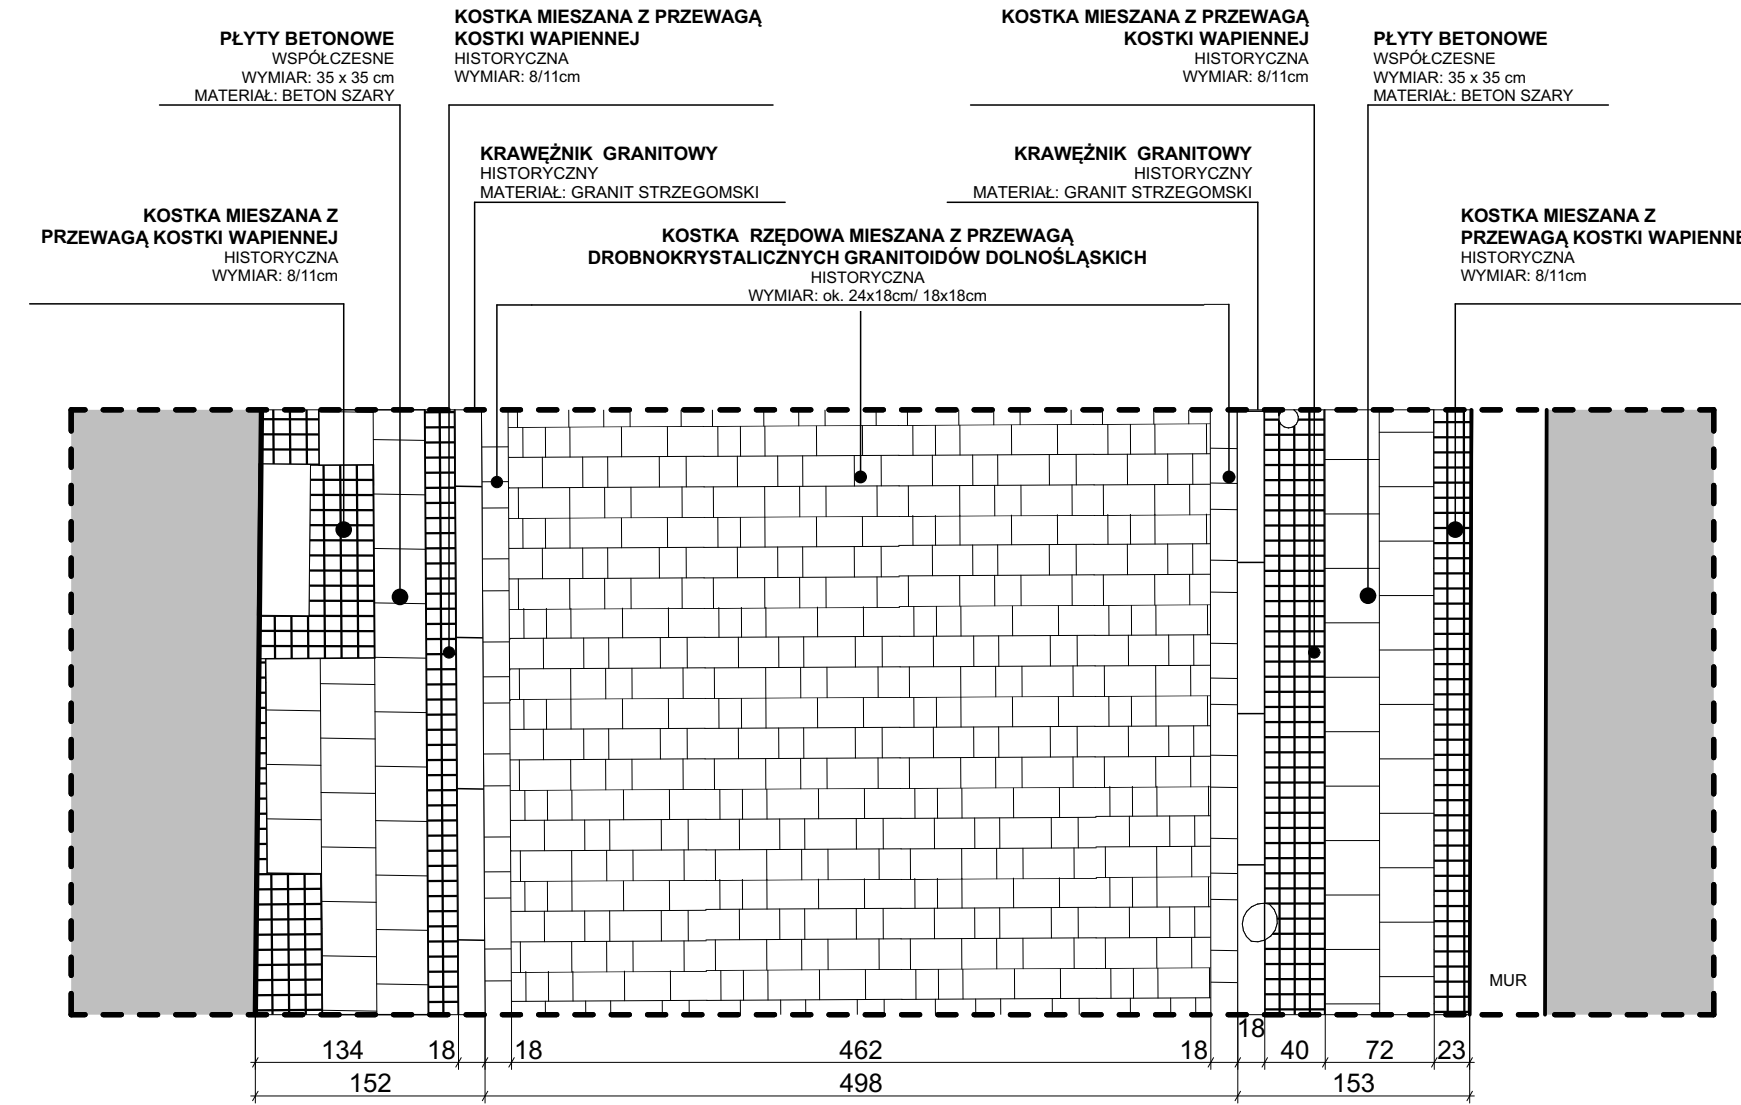 PŁYTY BETONOWE
WSPÓŁCZESNE
WYMIAR: 35 x 35 cm
MATERIAŁ: BETON SZARY
KOSTKA MIESZANA Z PRZEWAGĄ
KOSTKI WAPIENNEJ
HISTORYCZNA
WYMIAR: 8/11cm
KOSTKA MIESZANA Z PRZEWAGĄ
KOSTKI WAPIENNEJ
HISTORYCZNA
WYMIAR: 8/11cm
PŁYTY BETONOWE
WSPÓŁCZESNE
WYMIAR: 35 x 35 cm
MATERIAŁ: BETON SZARY
KRAWĘŻNIK GRANITOWY
HISTORYCZNY
MATERIAŁ: GRANIT STRZEGOMSKI
KRAWĘŻNIK GRANITOWY
HISTORYCZNY
MATERIAŁ: GRANIT STRZEGOMSKI
KOSTKA MIESZANA Z
PRZEWAGĄ KOSTKI WAPIENNEJ
HISTORYCZNA
WYMIAR: 8/11cm
KOSTKA RZĘDOWA MIESZANA Z PRZEWAGĄ
DROBNOKRYSTALICZNYCH GRANITOIDÓW DOLNOŚLĄSKICH
HISTORYCZNA
WYMIAR: ok. 24x18cm/ 18x18cm
KOSTKA MIESZANA Z
PRZEWAGĄ KOSTKI WAPIENNE
HISTORYCZNA
WYMIAR: 8/11cm
MUR
134 18 18 462 18 18 40 72 23
152 498 153